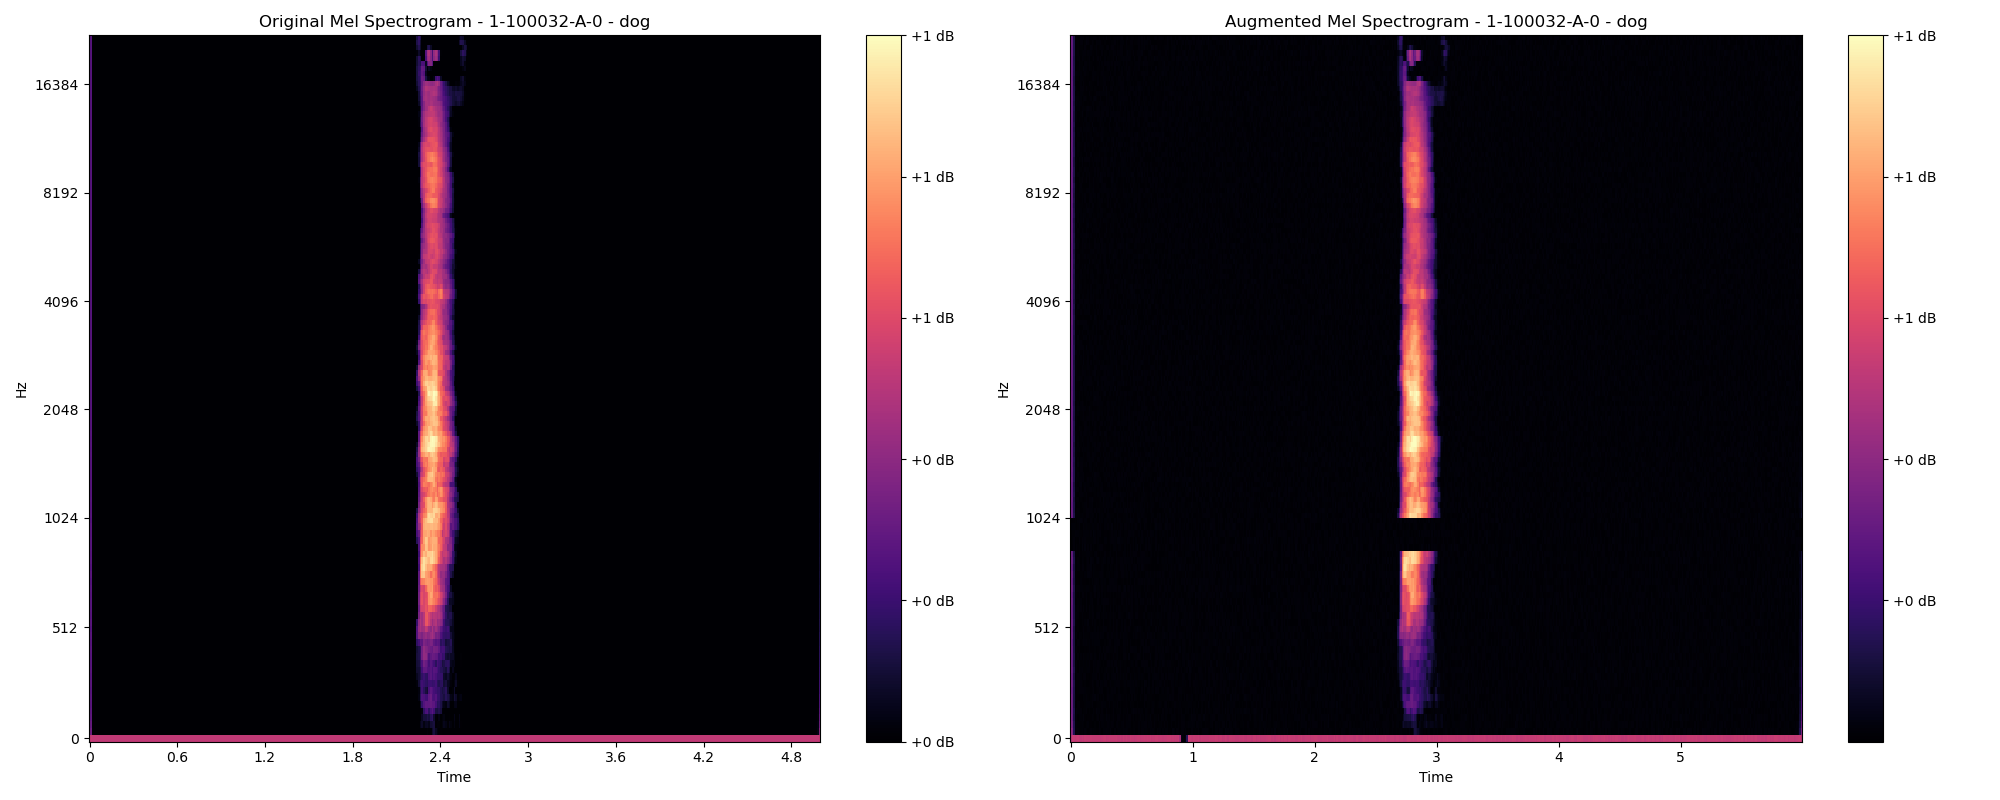 Original Mel Spectrogram - 1-100032-A-0 - dog
Hz
16384
8192
4096
2048
1024
512
0
0 0.6 1.2 1.8 2.4 3 3.6 4.2 4.8
Time
+1 dB
+1 dB
+1 dB
+0 dB
+0 dB
+0 dB
Augmented Mel Spectrogram - 1-100032-A-0 - dog
Hz
16384
8192
4096
2048
1024
512
0
0 1 2 3 4 5
Time
+1 dB
+1 dB
+1 dB
+0 dB
+0 dB